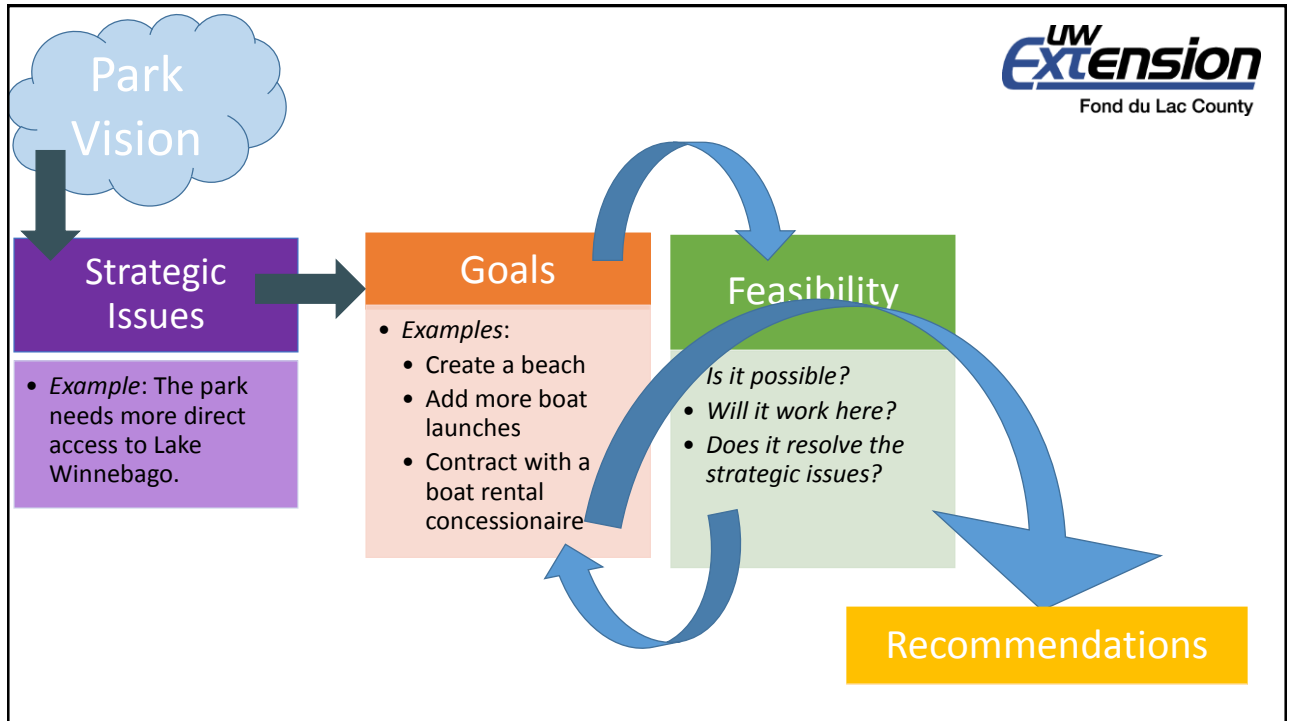 Park
Vision
UW
Extension
Fond du Lac County
Strategic
Issues
• Example: The park
needs more direct
access to Lake
Winnebago.
Goals
• Examples:
• Create a beach
• Add more boat
launches
• Contract with a
boat rental
concessionaire
Feasibility
Is it possible?
• Will it work here?
• Does it resolve the
strategic issues?
Recommendations